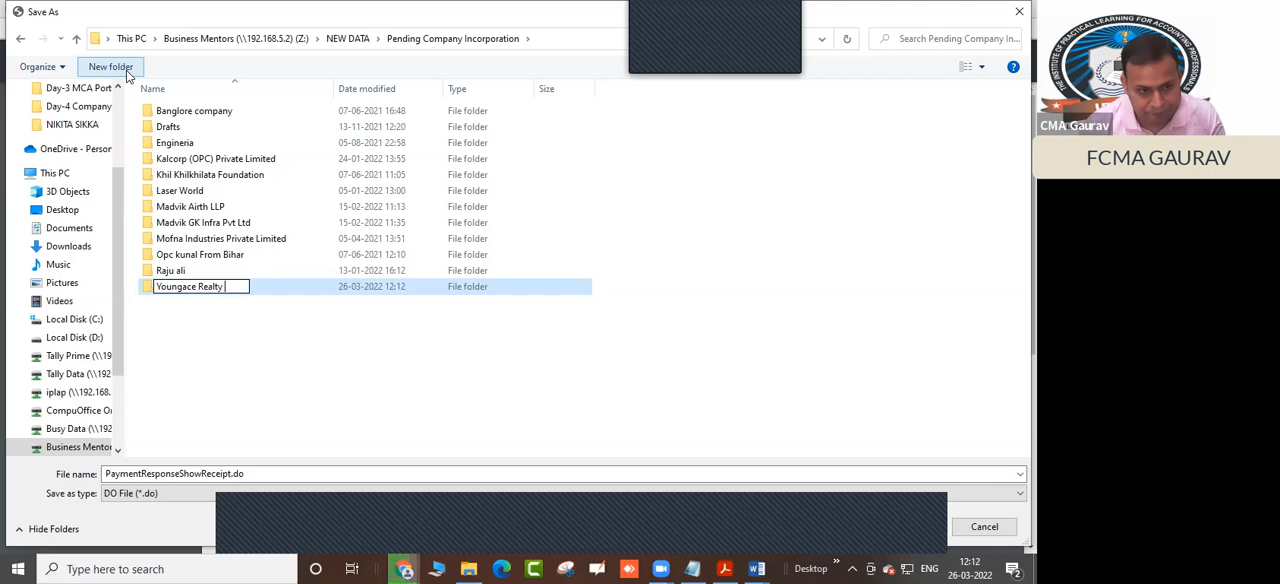 Save As
This PC > Business Mentors (\\192.168.5.2) (Z:) > NEW DATA > Pending Company Incorporation >
Search Pending Company In...
Organize
New folder
Name
Date modified
Type
Size
Day-3 MCA Port
Day-4 Company
NIKITA SIKKA
OneDrive - Person
This PC
3D Objects
Desktop
Documents
Downloads
Music
Pictures
Videos
Local Disk (C:)
Local Disk (D:)
Tally Prime (\\19
Tally Data (\\192
iplap (\\192.168.
CompuOffice On
Busy Data (\\192
Business Mentor
Banglore company 07-06-2021 16:48 File folder
Drafts 13-11-2021 12:20 File folder
Engineria 05-08-2021 22:58 File folder
Kalcorp (OPC) Private Limited 24-01-2022 13:55 File folder
Khil Khilkhilata Foundation 07-06-2021 11:05 File folder
Laser World 05-01-2022 13:00 File folder
Madvik Airth LLP 15-02-2022 11:13 File folder
Madvik GK Infra Pvt Ltd 15-02-2022 11:35 File folder
Mofna Industries Private Limited 05-04-2021 13:51 File folder
Opc kunal From Bihar 07-06-2021 12:10 File folder
Raju ali 13-01-2022 16:12 File folder
Youngace Realty 26-03-2022 12:12 File folder
File name: PaymentResponseShowReceipt.do
Save as type: DO File (*.do)
Hide Folders
Cancel
Type here to search
Desktop
ENG
12:12
26-03-2022
2
CMA Gaurav
FCMA GAURAV